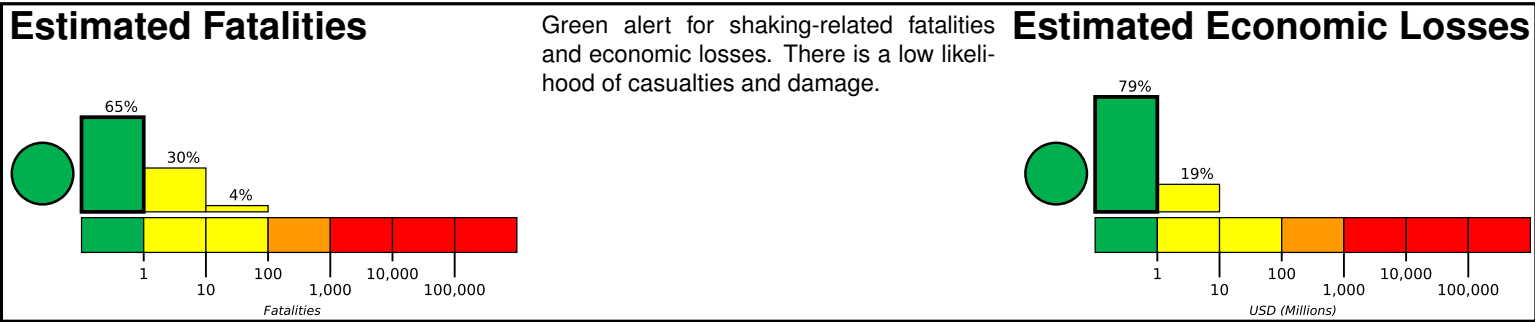 Estimated Fatalities
65%
30%
4%
1
10
100
1,000
10,000
100,000
Fatalities
Green alert for shaking-related fatalities
and economic losses. There is a low likeli-
hood of casualties and damage.
Estimated Economic Losses
79%
19%
1
10
100
1,000
10,000
100,000
USD (Millions)